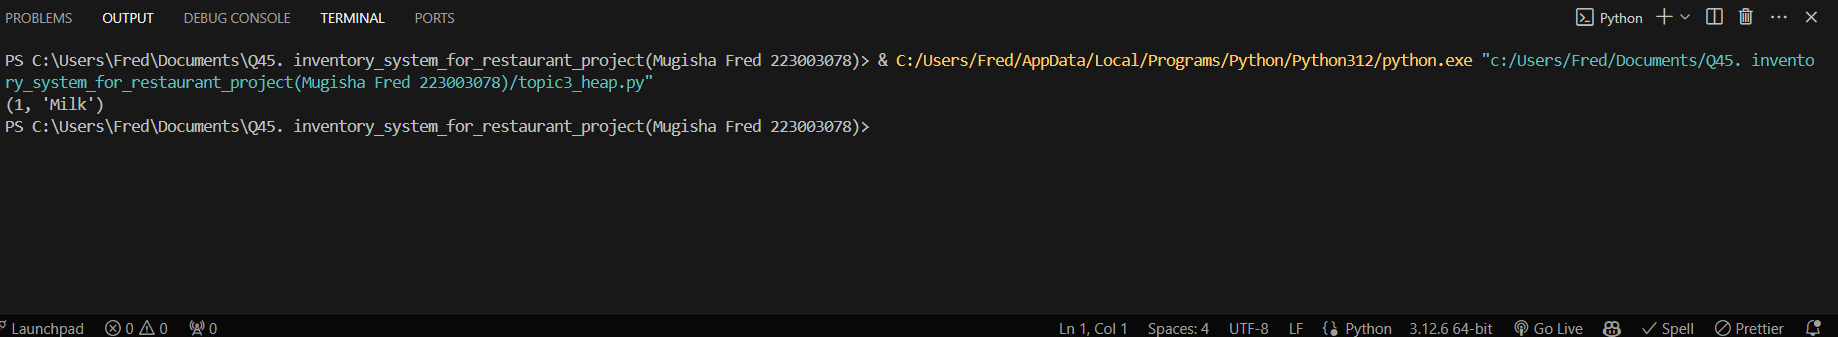 PROBLEMS OUTPUT DEBUG CONSOLE TERMINAL PORTS Python
PS C:\Users\Fred\Documents\Q45. inventory_system_for_restaurant_project(Mugisha Fred 223003078)> & C:/Users/Fred/AppData/Local/Programs/Python/Python312/python.exe "c:/Users/Fred/Documents/Q45. invento
ry_system_for_restaurant_project(Mugisha Fred 223003078)/topic3_heap.py"
(1, 'Milk')
PS C:\Users\Fred\Documents\Q45. inventory_system_for_restaurant_project(Mugisha Fred 223003078)>
Launchpad 0 0 0 Ln 1, Col 1 Spaces: 4 UTF-8 LF Python 3.12.6 64-bit Go Live Spell Prettier